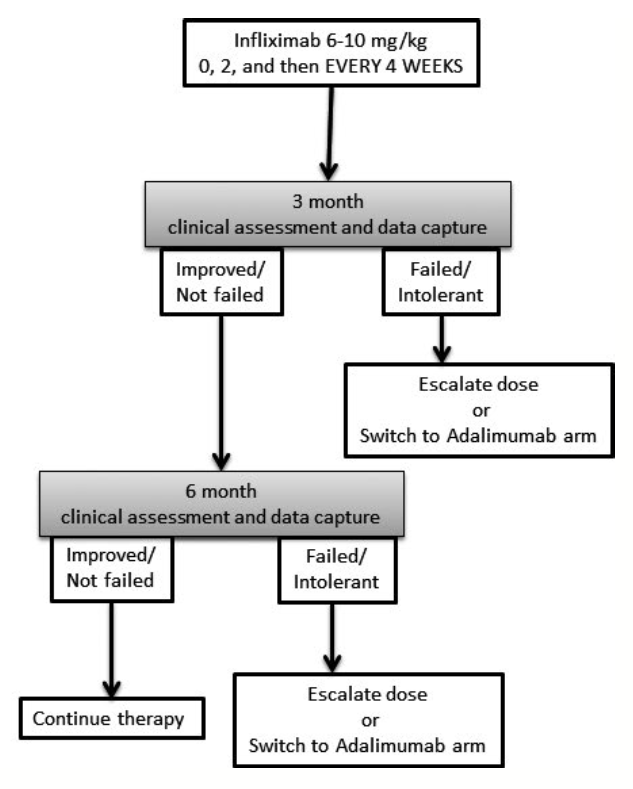 Infliximab 6-10 mg/kg
0, 2, and then EVERY 4 WEEKS
3 month
clinical assessment and data capture
Improved/
Not failed
Failed/
Intolerant
Escalate dose
or
Switch to Adalimumab arm
6 month
clinical assessment and data capture
Improved/
Not failed
Failed/
Intolerant
Continue therapy
Escalate dose
or
Switch to Adalimumab arm